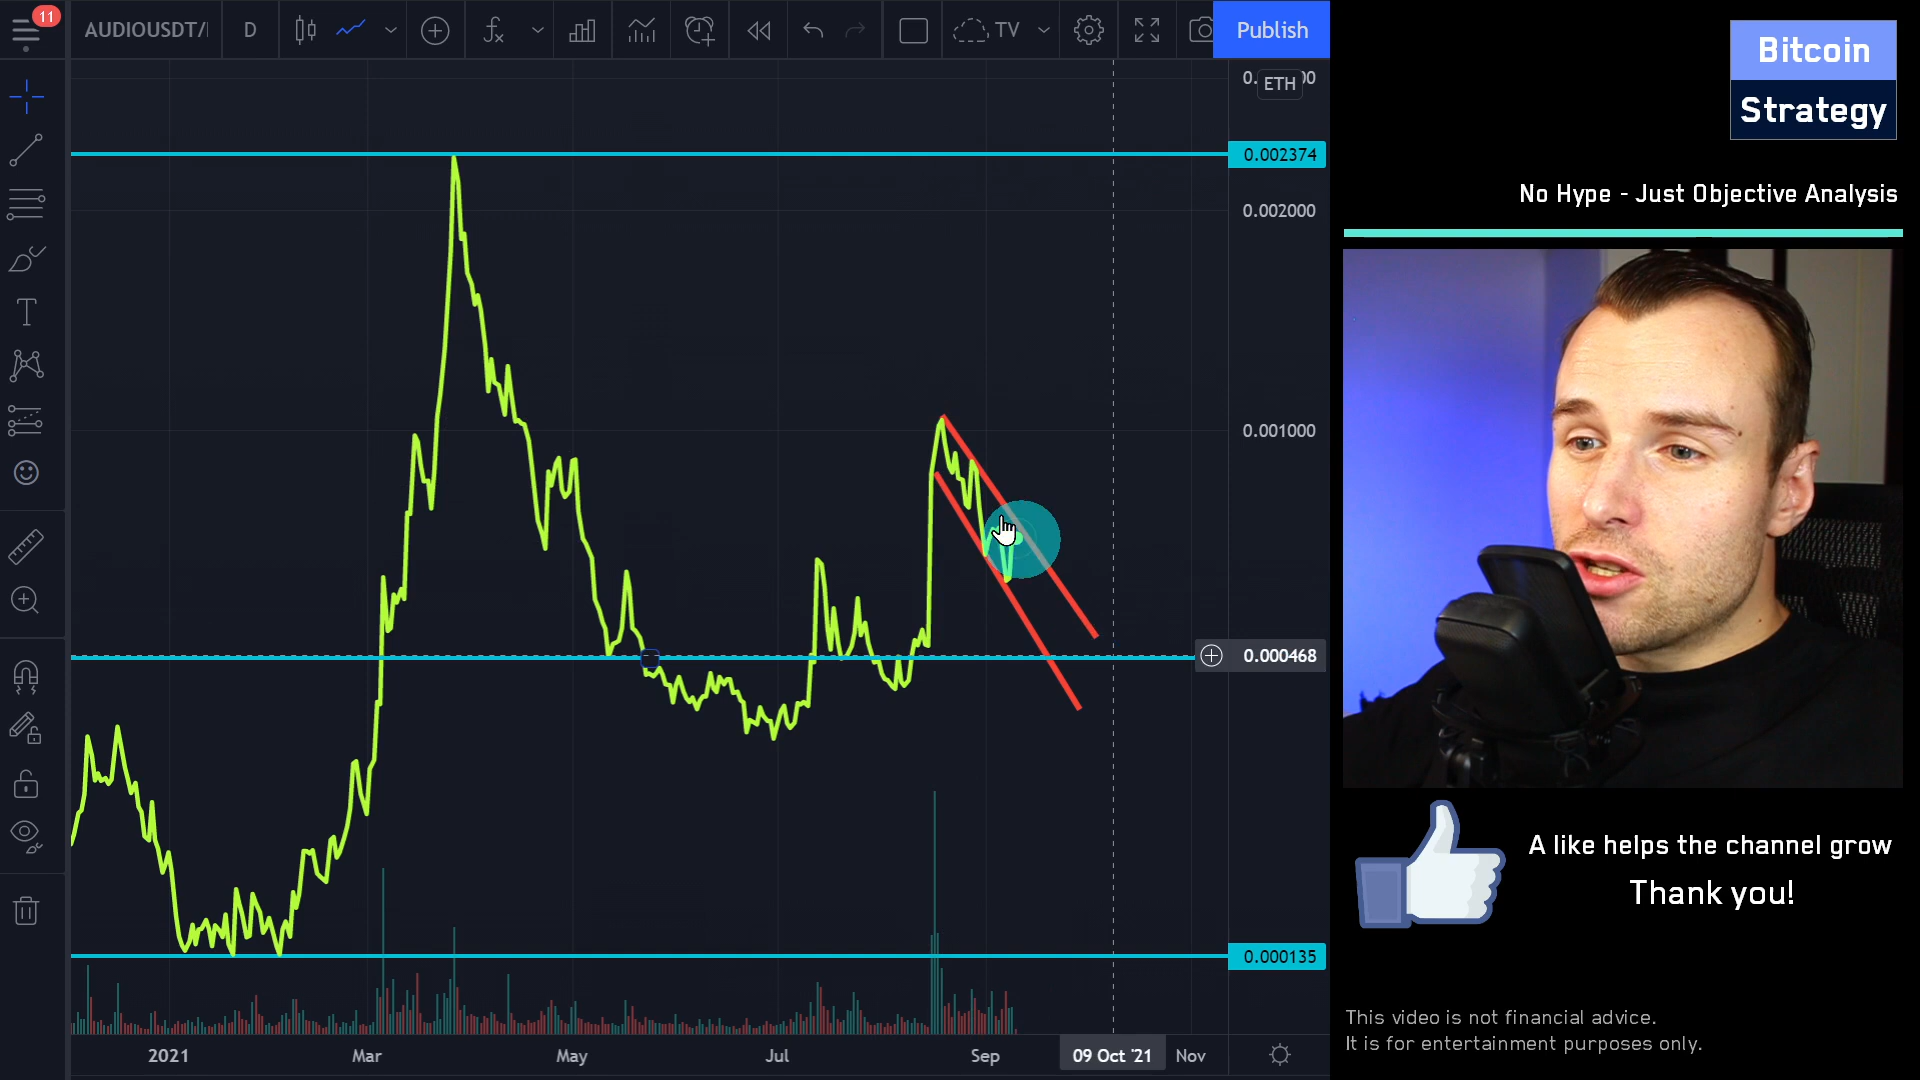 11
AUDIOUSDT/
D
TV
Publish
ETH
0.002374
0.002000
0.001000
0.000468
0.000135
2021
Mar
May
Jul
Sep
09 Oct '21
Nov
Bitcoin
Strategy
No Hype - Just Objective Analysis
A like helps the channel grow
Thank you!
This video is not financial advice.
It is for entertainment purposes only.